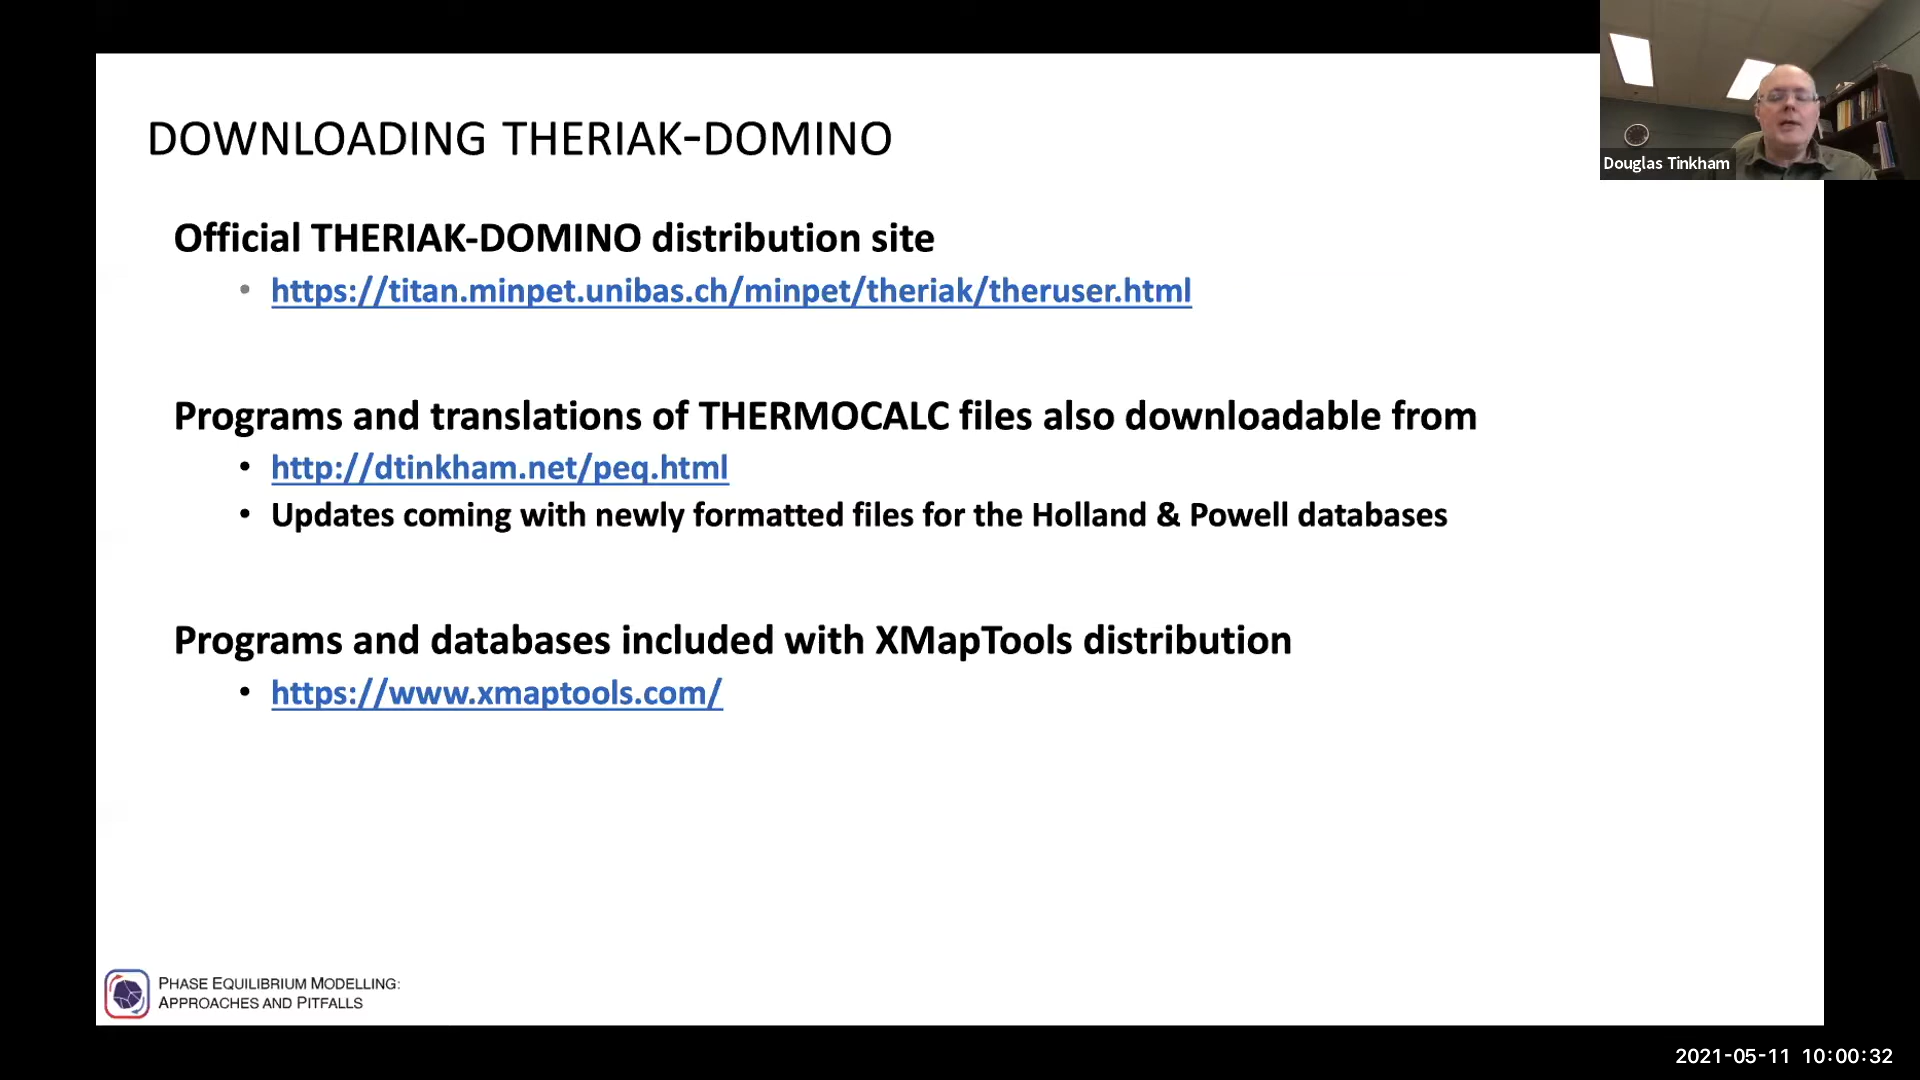 DOWNLOADING THERIAK-DOMINO
Douglas Tinkham
Official THERIAK-DOMINO distribution site
• https://titan.minpet.unibas.ch/minpet/theriak/theruser.html
Programs and translations of THERMOCALC files also downloadable from
• http://dtinkham.net/peq.html
• Updates coming with newly formatted files for the Holland & Powell databases
Programs and databases included with XMapTools distribution
• https://www.xmaptools.com/
PHASE EQUILIBRIUM MODELLING:
APPROACHES AND PITFALLS
2021-05-11 10:00:32